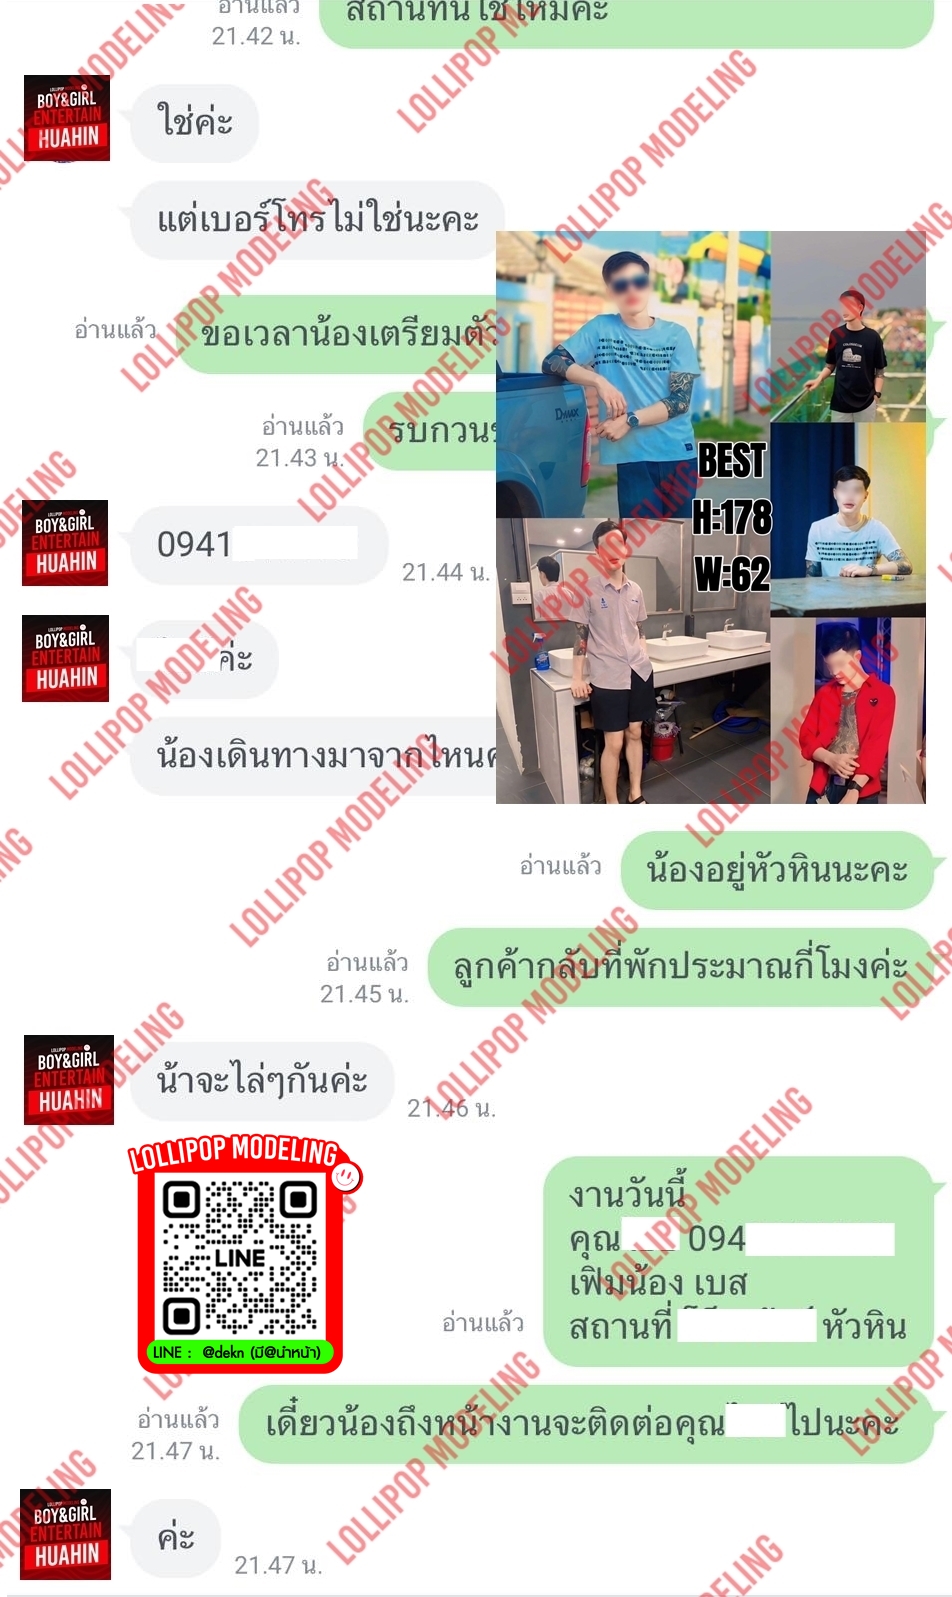 อ่านแล้ว
21.42 น.
สถานที่นี้ใช่ไหมคะ
BOY&GIRL
ENTERTAIN
HUAHIN
ใช่ค่ะ
แต่เบอร์โทรไม่ใช่นะคะ
อ่านแล้ว
ขอเวลาน้องเตรียมตัว
อ่านแล้ว
21.43 น.
รบกวน
BOY&GIRL
ENTERTAIN
HUAHIN
0941
21.44 น.
BOY&GIRL
ENTERTAIN
HUAHIN
ค่ะ
น้องเดินทางมาจากไหน
DMAX
BEST
H:178
W:62
อ่านแล้ว
น้องอยู่หัวหินนะคะ
อ่านแล้ว
21.45 น.
ลูกค้ากลับที่พักประมาณกี่โมงค่ะ
BOY&GIRL
ENTERTAIN
HUAHIN
น้าจะไล่ๆกันค่ะ
21.46 น.
LOLLIPOP MODELING
LINE
LINE : @dekn (มี@นำหน้า)
งานวันนี้
คุณ 094
เฟิมน้อง เบส
สถานที่ หัวหิน
อ่านแล้ว
อ่านแล้ว
21.47 น.
เดี๋ยวน้องถึงหน้างานจะติดต่อคุณ ไปนะคะ
BOY&GIRL
ENTERTAIN
HUAHIN
ค่ะ
21.47 น.
LOLLIPOP MODELING